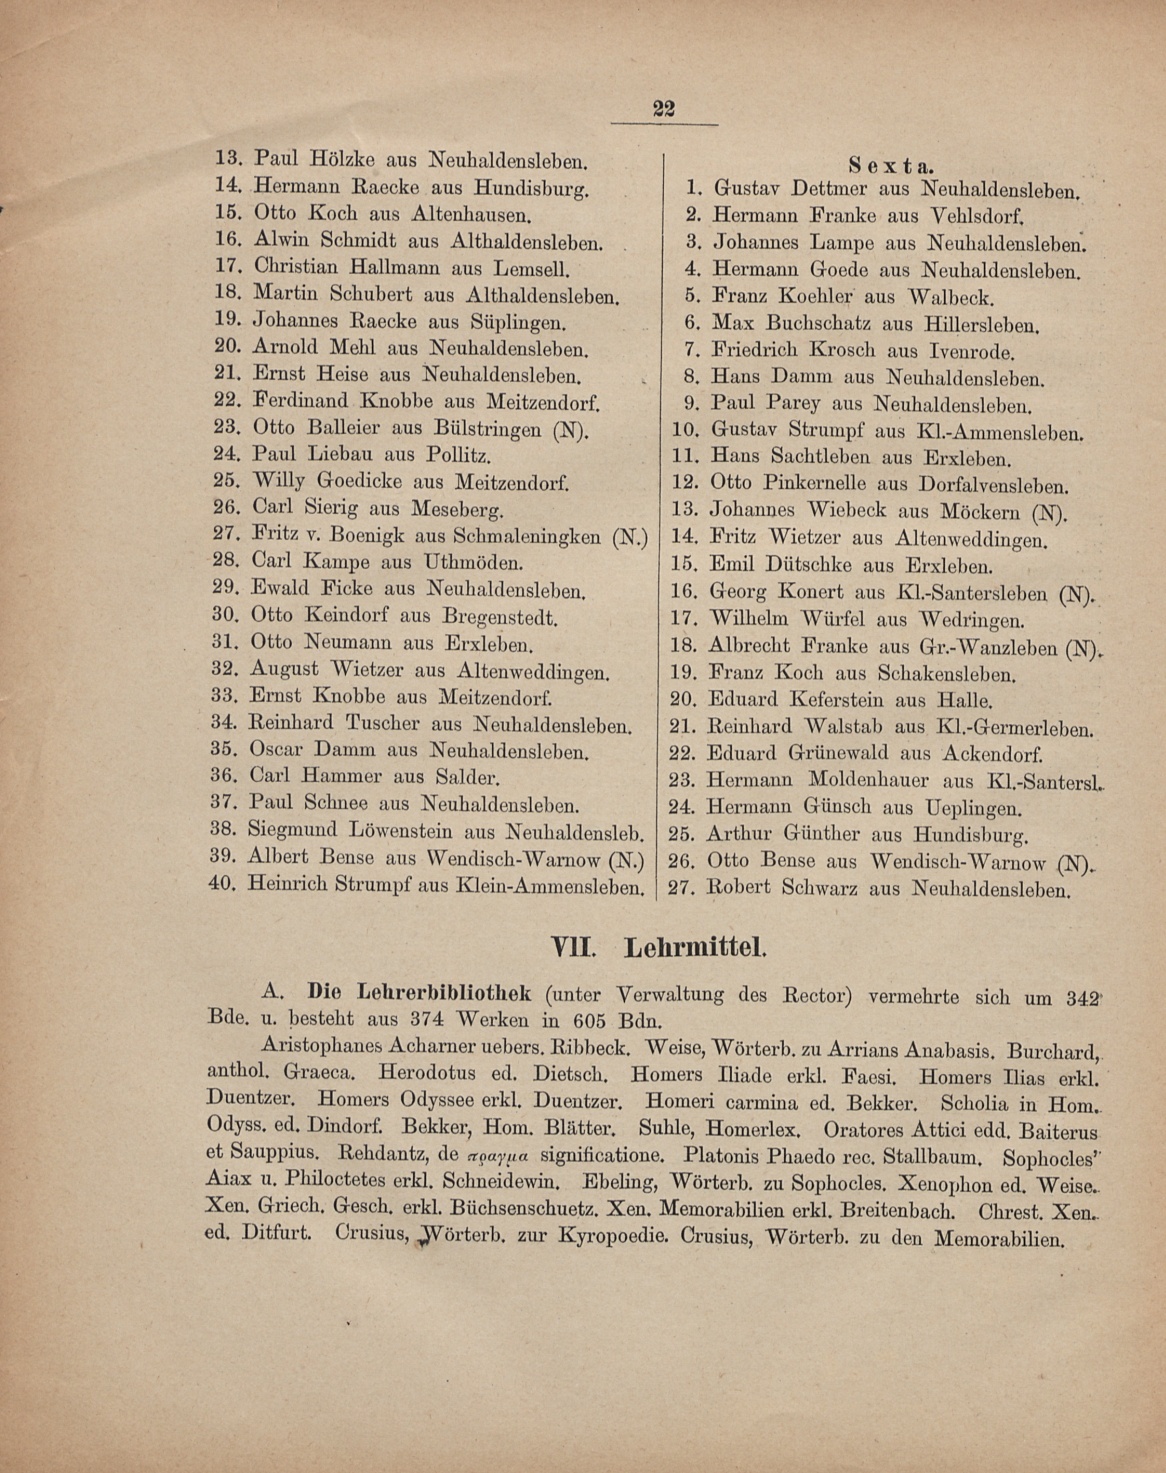 22
13. Paul Hölzke aus Neuhaldensleben.
14. Hermann Raecke aus Hundisburg.
15. Otto Koch aus Altenhausen.
16. Alwin Schmidt aus Althaldensleben.
17. Christian Hallmann aus Lemsell.
18. Martin Schubert aus Althaldensleben.
19. Johannes Raecke aus Süplingen.
20. Arnold Mehl aus Neuhaldensleben.
21. Ernst Heise aus Neuhaldensleben.
22. Ferdinand Knobbe aus Meitzendorf.
23. Otto Balleier aus Bülstringen (N).
24. Paul Liebau aus Pollitz.
25. Willy Goedicke aus Meitzendorf.
26. Carl Sierig aus Meseberg.
27. Fritz v. Boenigk aus Schmaleningken (N.)
28. Carl Kampe aus Uthmöden.
29. Ewald Ficke aus Neuhaldensleben.
30. Otto Keindorf aus Bregenstedt.
31. Otto Neumann aus Erxleben.
32. August Wietzer aus Altenweddingen.
33. Ernst Knobbe aus Meitzendorf.
34. Reinhard Tuscher aus Neuhaldensleben.
35. Oscar Damm aus Neuhaldensleben.
36. Carl Hammer aus Salder.
37. Paul Schnee aus Neuhaldensleben.
38. Siegmund Löwenstein aus Neuhaldensleb.
39. Albert Bense aus Wendisch-Warnow (N.)
40. Heinrich Strumpf aus Klein-Ammensleben.
Sexta.
1. Gustav Dettmer aus Neuhaldensleben.
2. Hermann Franke aus Vehlsdorf.
3. Johannes Lampe aus Neuhaldensleben.
4. Hermann Goede aus Neuhaldensleben.
5. Franz Koehler aus Walbeck.
6. Max Buchschatz aus Hillersleben.
7. Friedrich Krosch aus Ivenrode.
8. Hans Damm aus Neuhaldensleben.
9. Paul Parey aus Neuhaldensleben.
10. Gustav Strumpf aus Kl.-Ammensleben.
11. Hans Sachtleben aus Erxleben.
12. Otto Pinkernelle aus Dorfalvensleben.
13. Johannes Wiebeck aus Möckern (N).
14. Fritz Wietzer aus Altenweddingen.
15. Emil Dütschke aus Erxleben.
16. Georg Konert aus Kl.-Santersleben (N).
17. Wilhelm Würfel aus Wedringen.
18. Albrecht Franke aus Gr.-Wanzleben (N).
19. Franz Koch aus Schakensleben.
20. Eduard Keferstein aus Halle.
21. Reinhard Walstab aus Kl.-Germerleben.
22. Eduard Grünewald aus Ackendorf.
23. Hermann Moldenhauer aus Kl.-Santersl.
24. Hermann Günsch aus Ueplingen.
25. Arthur Günther aus Hundisburg.
26. Otto Bense aus Wendisch-Warnow (N).
27. Robert Schwarz aus Neuhaldensleben.
VII. Lehrmittel.
A. Die Lehrerbibliothek (unter Verwaltung des Rector) vermehrte sich um 342
Bde. u. besteht aus 374 Werken in 605 Bdn.
Aristophanes Acharner uebers. Ribbeck. Weise, Wörterb. zu Arrians Anabasis. Burchard,
anthol. Graeca. Herodotus ed. Dietsch. Homers Iliade erkl. Faesi. Homers Ilias erkl.
Duentzer. Homers Odyssee erkl. Duentzer. Homeri carmina ed. Bekker. Scholia in Hom.
Odyss. ed. Dindorf. Bekker, Hom. Blätter. Suhle, Homerlex. Oratores Attici edd. Baiterus
et Sauppius. Rehdantz, de πραγμα significatione. Platonis Phaedo rec. Stallbaum. Sophocles'
Aiax u. Philoctetes erkl. Schneidewin. Ebeling, Wörterb. zu Sophocles. Xenophon ed. Weise.
Xen. Griech. Gesch. erkl. Büchsenschuetz. Xen. Memorabilien erkl. Breitenbach. Chrest. Xen.
ed. Ditfurt. Crusius, Wörterb. zur Kyropoedie. Crusius, Wörterb. zu den Memorabilien.